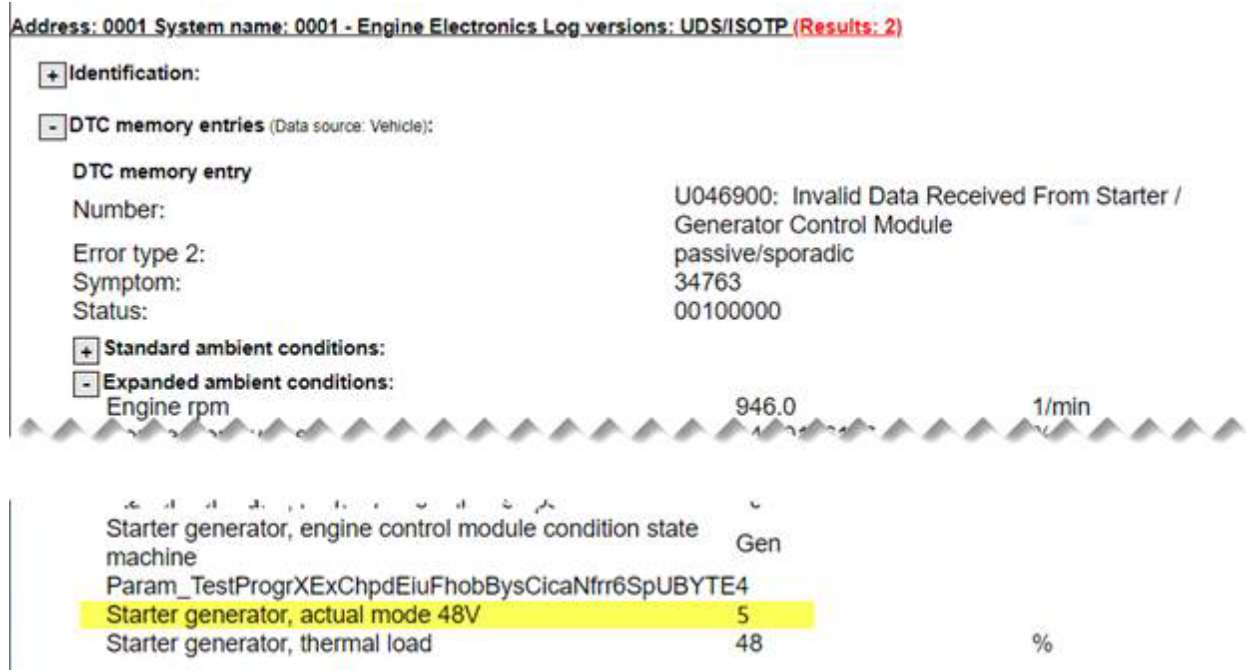 Address: 0001 System name: 0001 - Engine Electronics Log versions: UDS/ISOTP (Results: 2)
+ Identification:
- DTC memory entries (Data source: Vehicle):
DTC memory entry
Number: U046900: Invalid Data Received From Starter /
Generator Control Module
Error type 2: passive/sporadic
Symptom: 34763
Status: 00100000
+ Standard ambient conditions:
- Expanded ambient conditions:
Engine rpm 946.0 1/min
Starter generator, engine control module condition state
machine Gen
Param_TestProgrXExChpdEiuFhobBysCicaNfrr6SpUBYTE4
Starter generator, actual mode 48V 5
Starter generator, thermal load 48 %